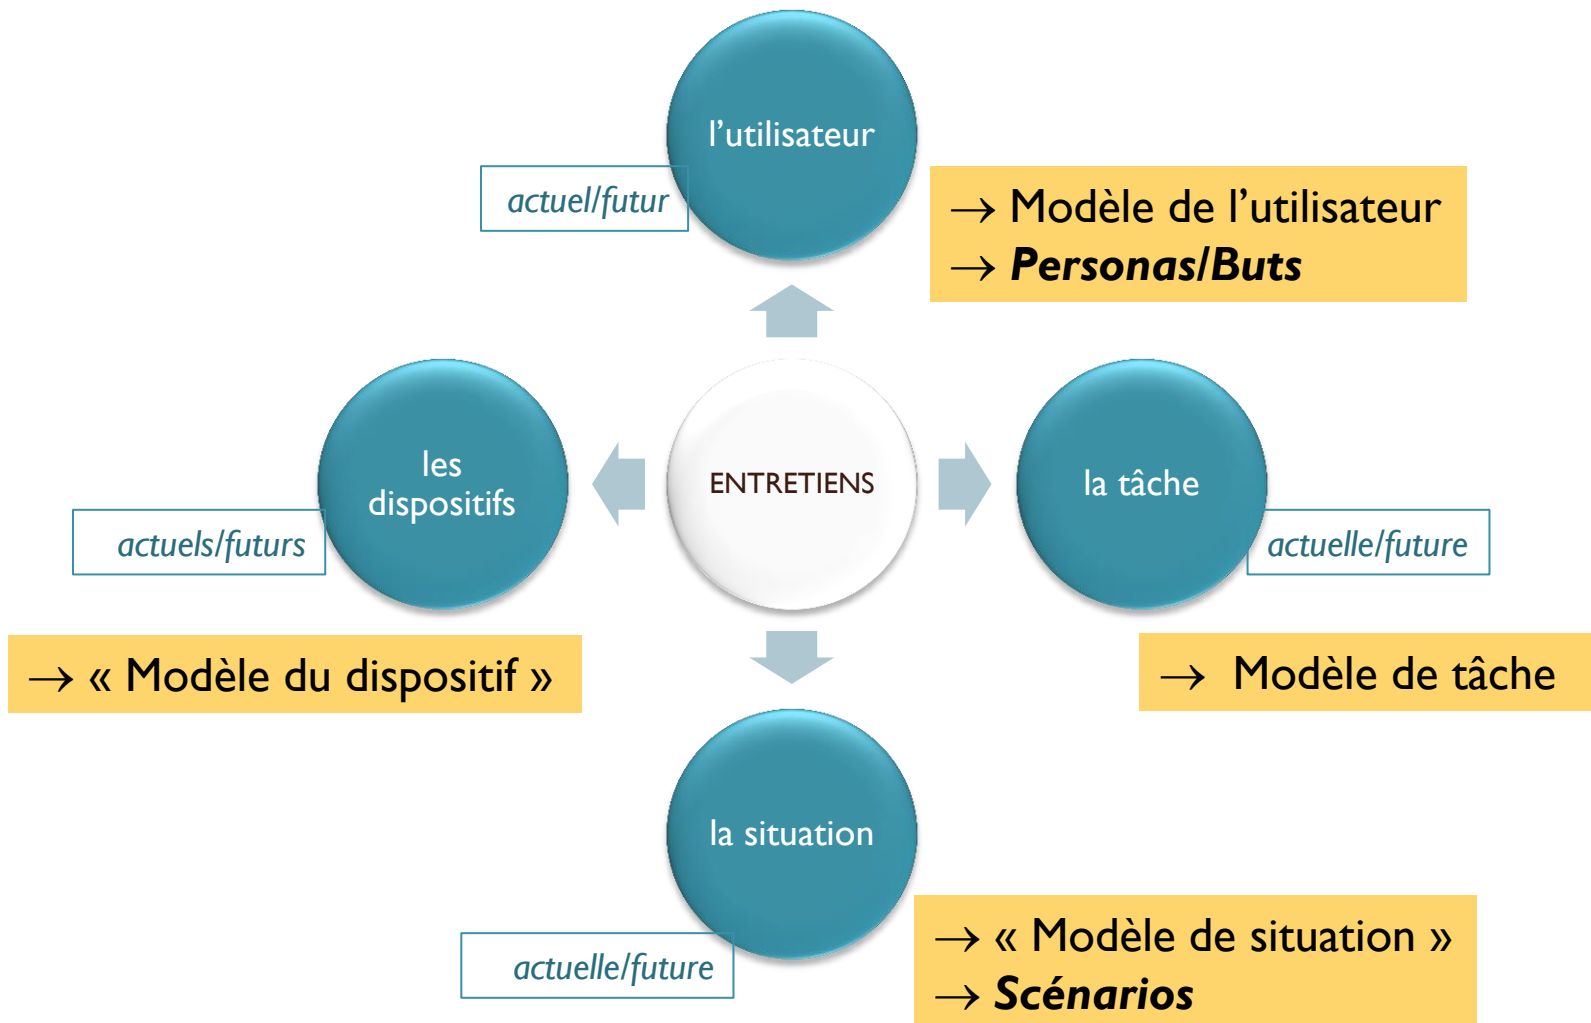 l’utilisateur
actuel/futur
→ Modèle de l’utilisateur
→ Personas/Buts
les
dispositifs
actuels/futurs
→ « Modèle du dispositif »
ENTRETIENS
la tâche
actuelle/future
→ Modèle de tâche
la situation
actuelle/future
→ « Modèle de situation »
→ Scénarios